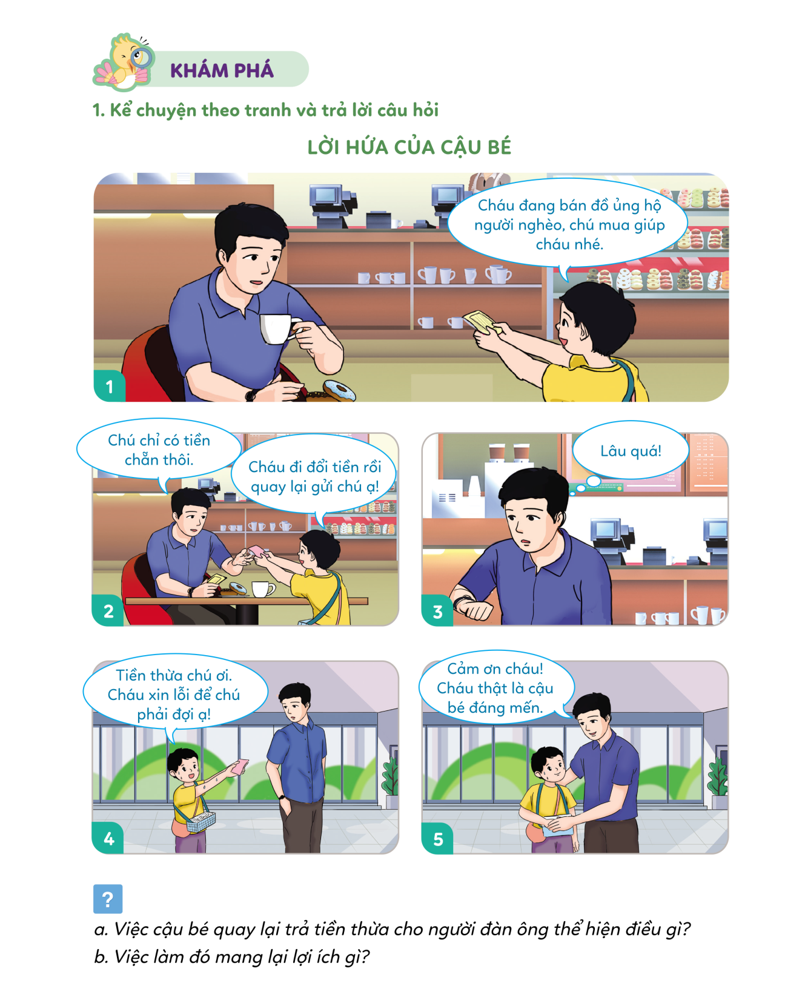 KHÁM PHÁ
1. Kể chuyện theo tranh và trả lời câu hỏi
LỜI HỨA CỦA CẬU BÉ
Cháu đang bán đồ ủng hộ
người nghèo, chú mua giúp
cháu nhé.
1
Chú chỉ có tiền
chẵn thôi.
Cháu đi đổi tiền rồi
quay lại gửi chú ạ!
2
Lâu quá!
3
Tiền thừa chú ơi.
Cháu xin lỗi để chú
phải đợi ạ!
4
Cảm ơn cháu!
Cháu thật là cậu
bé đáng mến.
5
?
a. Việc cậu bé quay lại trả tiền thừa cho người đàn ông thể hiện điều gì?
b. Việc làm đó mang lại lợi ích gì?